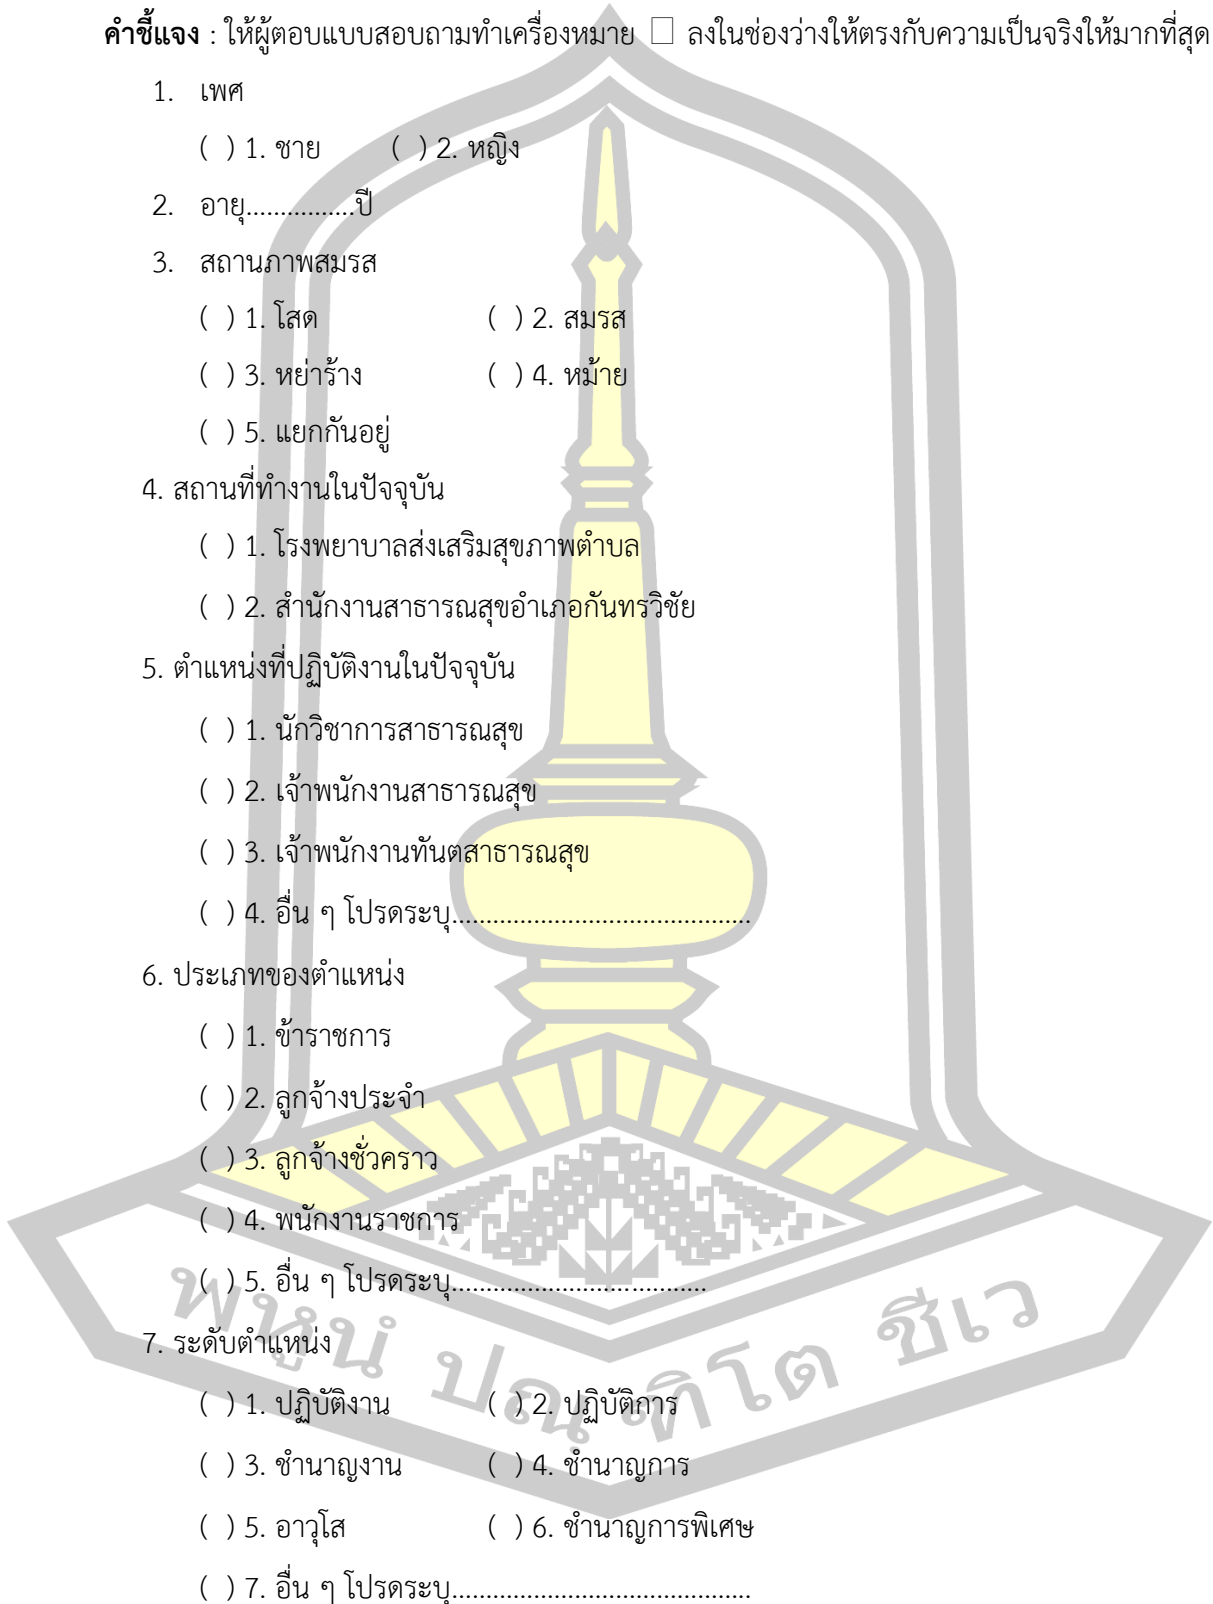 คำชี้แจง : ให้ผู้ตอบแบบสอบถามทำเครื่องหมาย □ ลงในช่องว่างให้ตรงกับความเป็นจริงให้มากที่สุด
1. เพศ
( ) 1. ชาย ( ) 2. หญิง
2. อายุ................ปี
3. สถานภาพสมรส
( ) 1. โสด ( ) 2. สมรส
( ) 3. หย่าร้าง ( ) 4. หม้าย
( ) 5. แยกกันอยู่
4. สถานที่ทำงานในปัจจุบัน
( ) 1. โรงพยาบาลส่งเสริมสุขภาพตำบล
( ) 2. สำนักงานสาธารณสุขอำเภอกันทรวิชัย
5. ตำแหน่งที่ปฏิบัติงานในปัจจุบัน
( ) 1. นักวิชาการสาธารณสุข
( ) 2. เจ้าพนักงานสาธารณสุข
( ) 3. เจ้าพนักงานทันตสาธารณสุข
( ) 4. อื่น ๆ โปรดระบุ............................................
6. ประเภทของตำแหน่ง
( ) 1. ข้าราชการ
( ) 2. ลูกจ้างประจำ
( ) 3. ลูกจ้างชั่วคราว
( ) 4. พนักงานราชการ
( ) 5. อื่น ๆ โปรดระบุ......................................
7. ระดับตำแหน่ง
( ) 1. ปฏิบัติงาน ( ) 2. ปฏิบัติการ
( ) 3. ชำนาญงาน ( ) 4. ชำนาญการ
( ) 5. อาวุโส ( ) 6. ชำนาญการพิเศษ
( ) 7. อื่น ๆ โปรดระบุ............................................
พหูนํ ปณฺฑิโต ชีเว